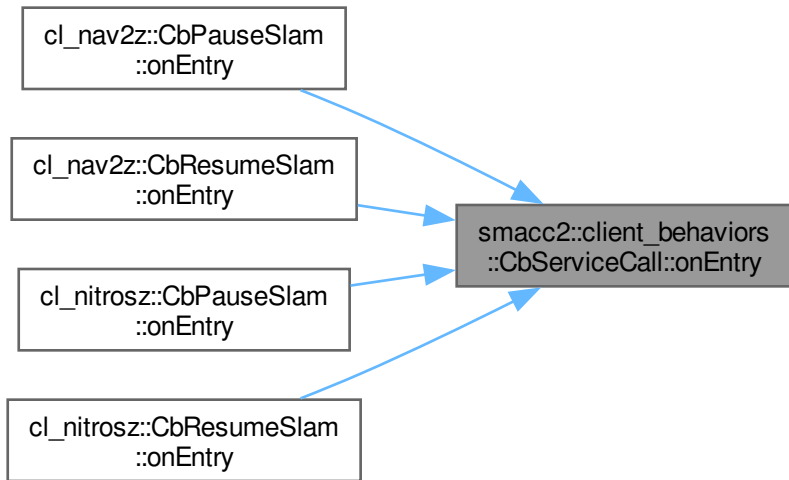 cl_nav2z::CbPauseSlam
::onEntry
cl_nav2z::CbResumeSlam
::onEntry
smacc2::client_behaviors
::CbServiceCall::onEntry
cl_nitrosz::CbPauseSlam
::onEntry
cl_nitrosz::CbResumeSlam
::onEntry